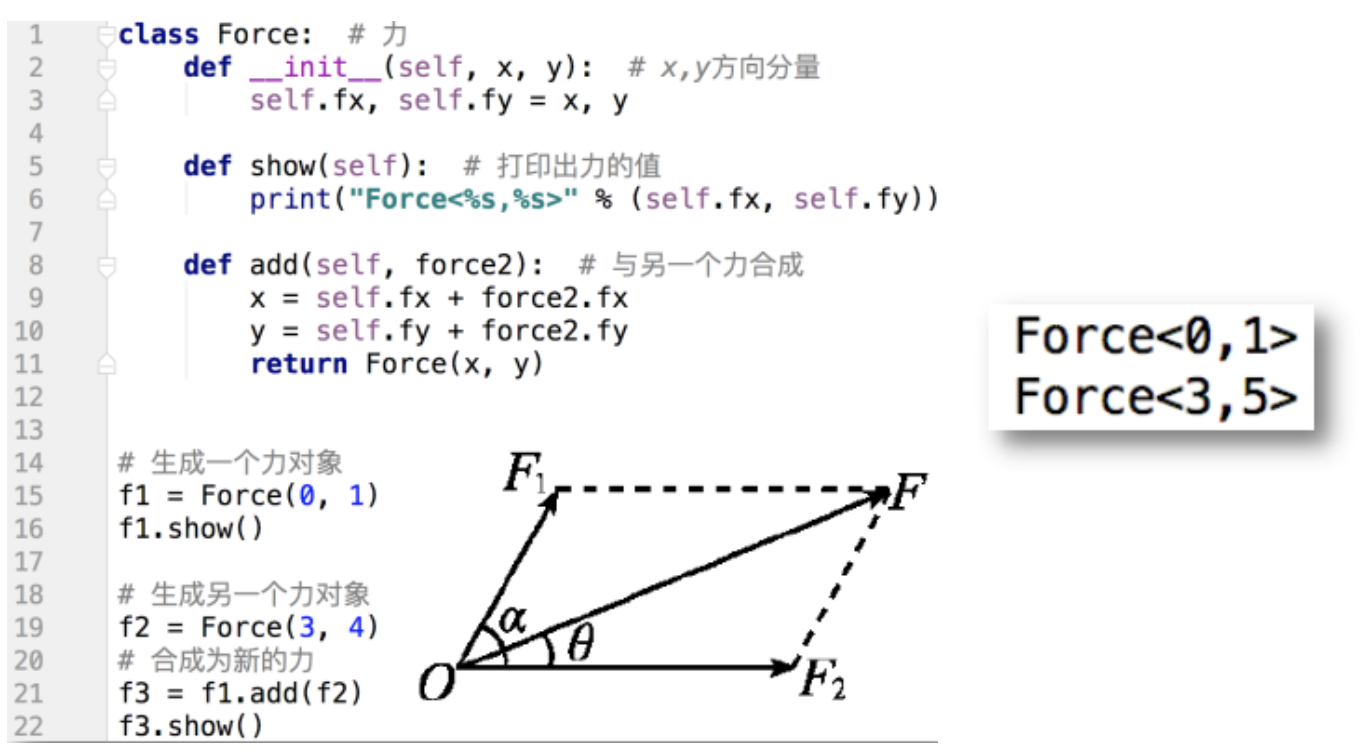 1 class Force:  # 力
2     def __init__(self, x, y):  # x,y方向分量
3         self.fx, self.fy = x, y
4
5     def show(self):  # 打印出力的值
6         print("Force<%s,%s>" % (self.fx, self.fy))
7
8     def add(self, force2):  # 与另一个力合成
9         x = self.fx + force2.fx
10         y = self.fy + force2.fy
11         return Force(x, y)
12
13
14 # 生成一个力对象
15 f1 = Force(0, 1)
16 f1.show()
17
18 # 生成另一个力对象
19 f2 = Force(3, 4)
20 # 合成为新的力
21 f3 = f1.add(f2)
22 f3.show()
F1
F
α
θ
O
F2
Force<0,1>
Force<3,5>